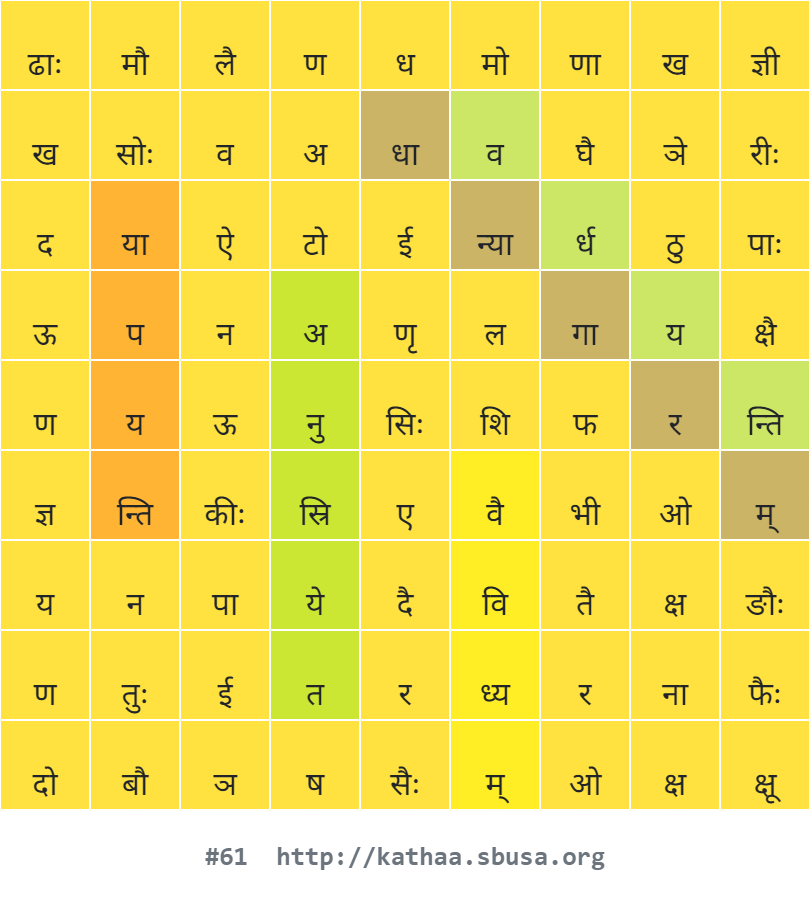 ढाः मौ लै ण ध मो णा ख ज्ञी
ख सोः व अ धा व घै ञे रीः
द या ऐ टो ई न्या र्ध ठु पाः
ऊ प न अ णृ ल गा य क्षै
ण य ऊ नु सिः शि फ र न्ति
ज्ञ न्ति कीः स्रि ए वै भी ओ म्
य न पा ये दै वि तै क्ष ङौः
ण तुः ई त र ध्य र ना फैः
दो बौ ञ ष सैः म् ओ क्ष क्षू
#61 http://kathaa.sbusa.org